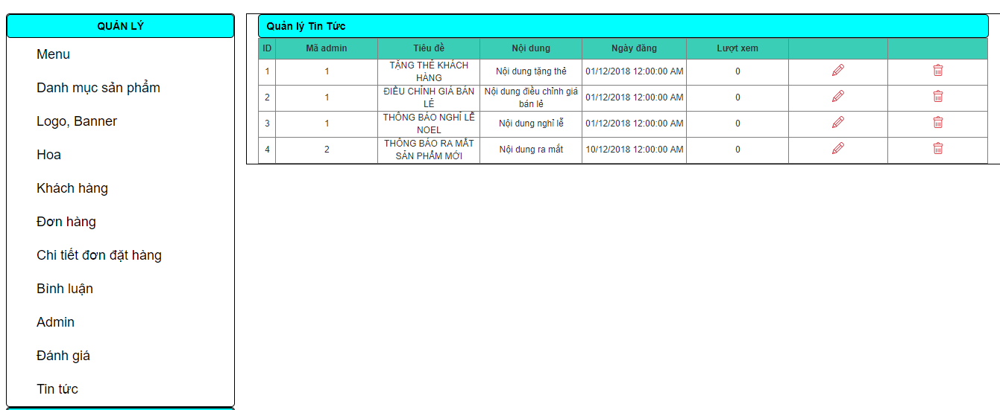 QUẢN LÝ
Menu
Danh mục sản phẩm
Logo, Banner
Hoa
Khách hàng
Đơn hàng
Chi tiết đơn đặt hàng
Bình luận
Admin
Đánh giá
Tin tức
Quản lý Tin Tức
ID Mã admin Tiêu đề Nội dung Ngày đăng Lượt xem
1 1 TẶNG THẺ KHÁCH HÀNG Nội dung tặng thẻ 01/12/2018 12:00:00 AM 0
2 1 ĐIỀU CHỈNH GIÁ BÁN LẺ Nội dung điều chỉnh giá bán lẻ 01/12/2018 12:00:00 AM 0
3 1 THÔNG BÁO NGHỈ LỄ NOEL Nội dung nghỉ lễ 01/12/2018 12:00:00 AM 0
4 2 THÔNG BÁO RA MẮT SẢN PHẨM MỚI Nội dung ra mắt 10/12/2018 12:00:00 AM 0